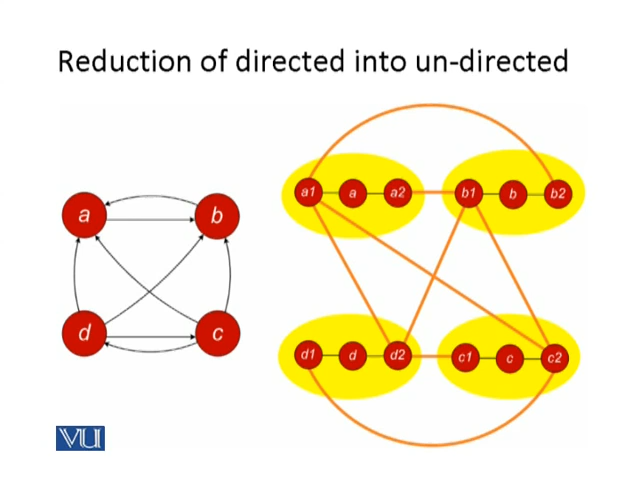 Reduction of directed into un-directed
a1 a a2 b1 b b2
a b
d c
d1 d d2 c1 c c2
VU